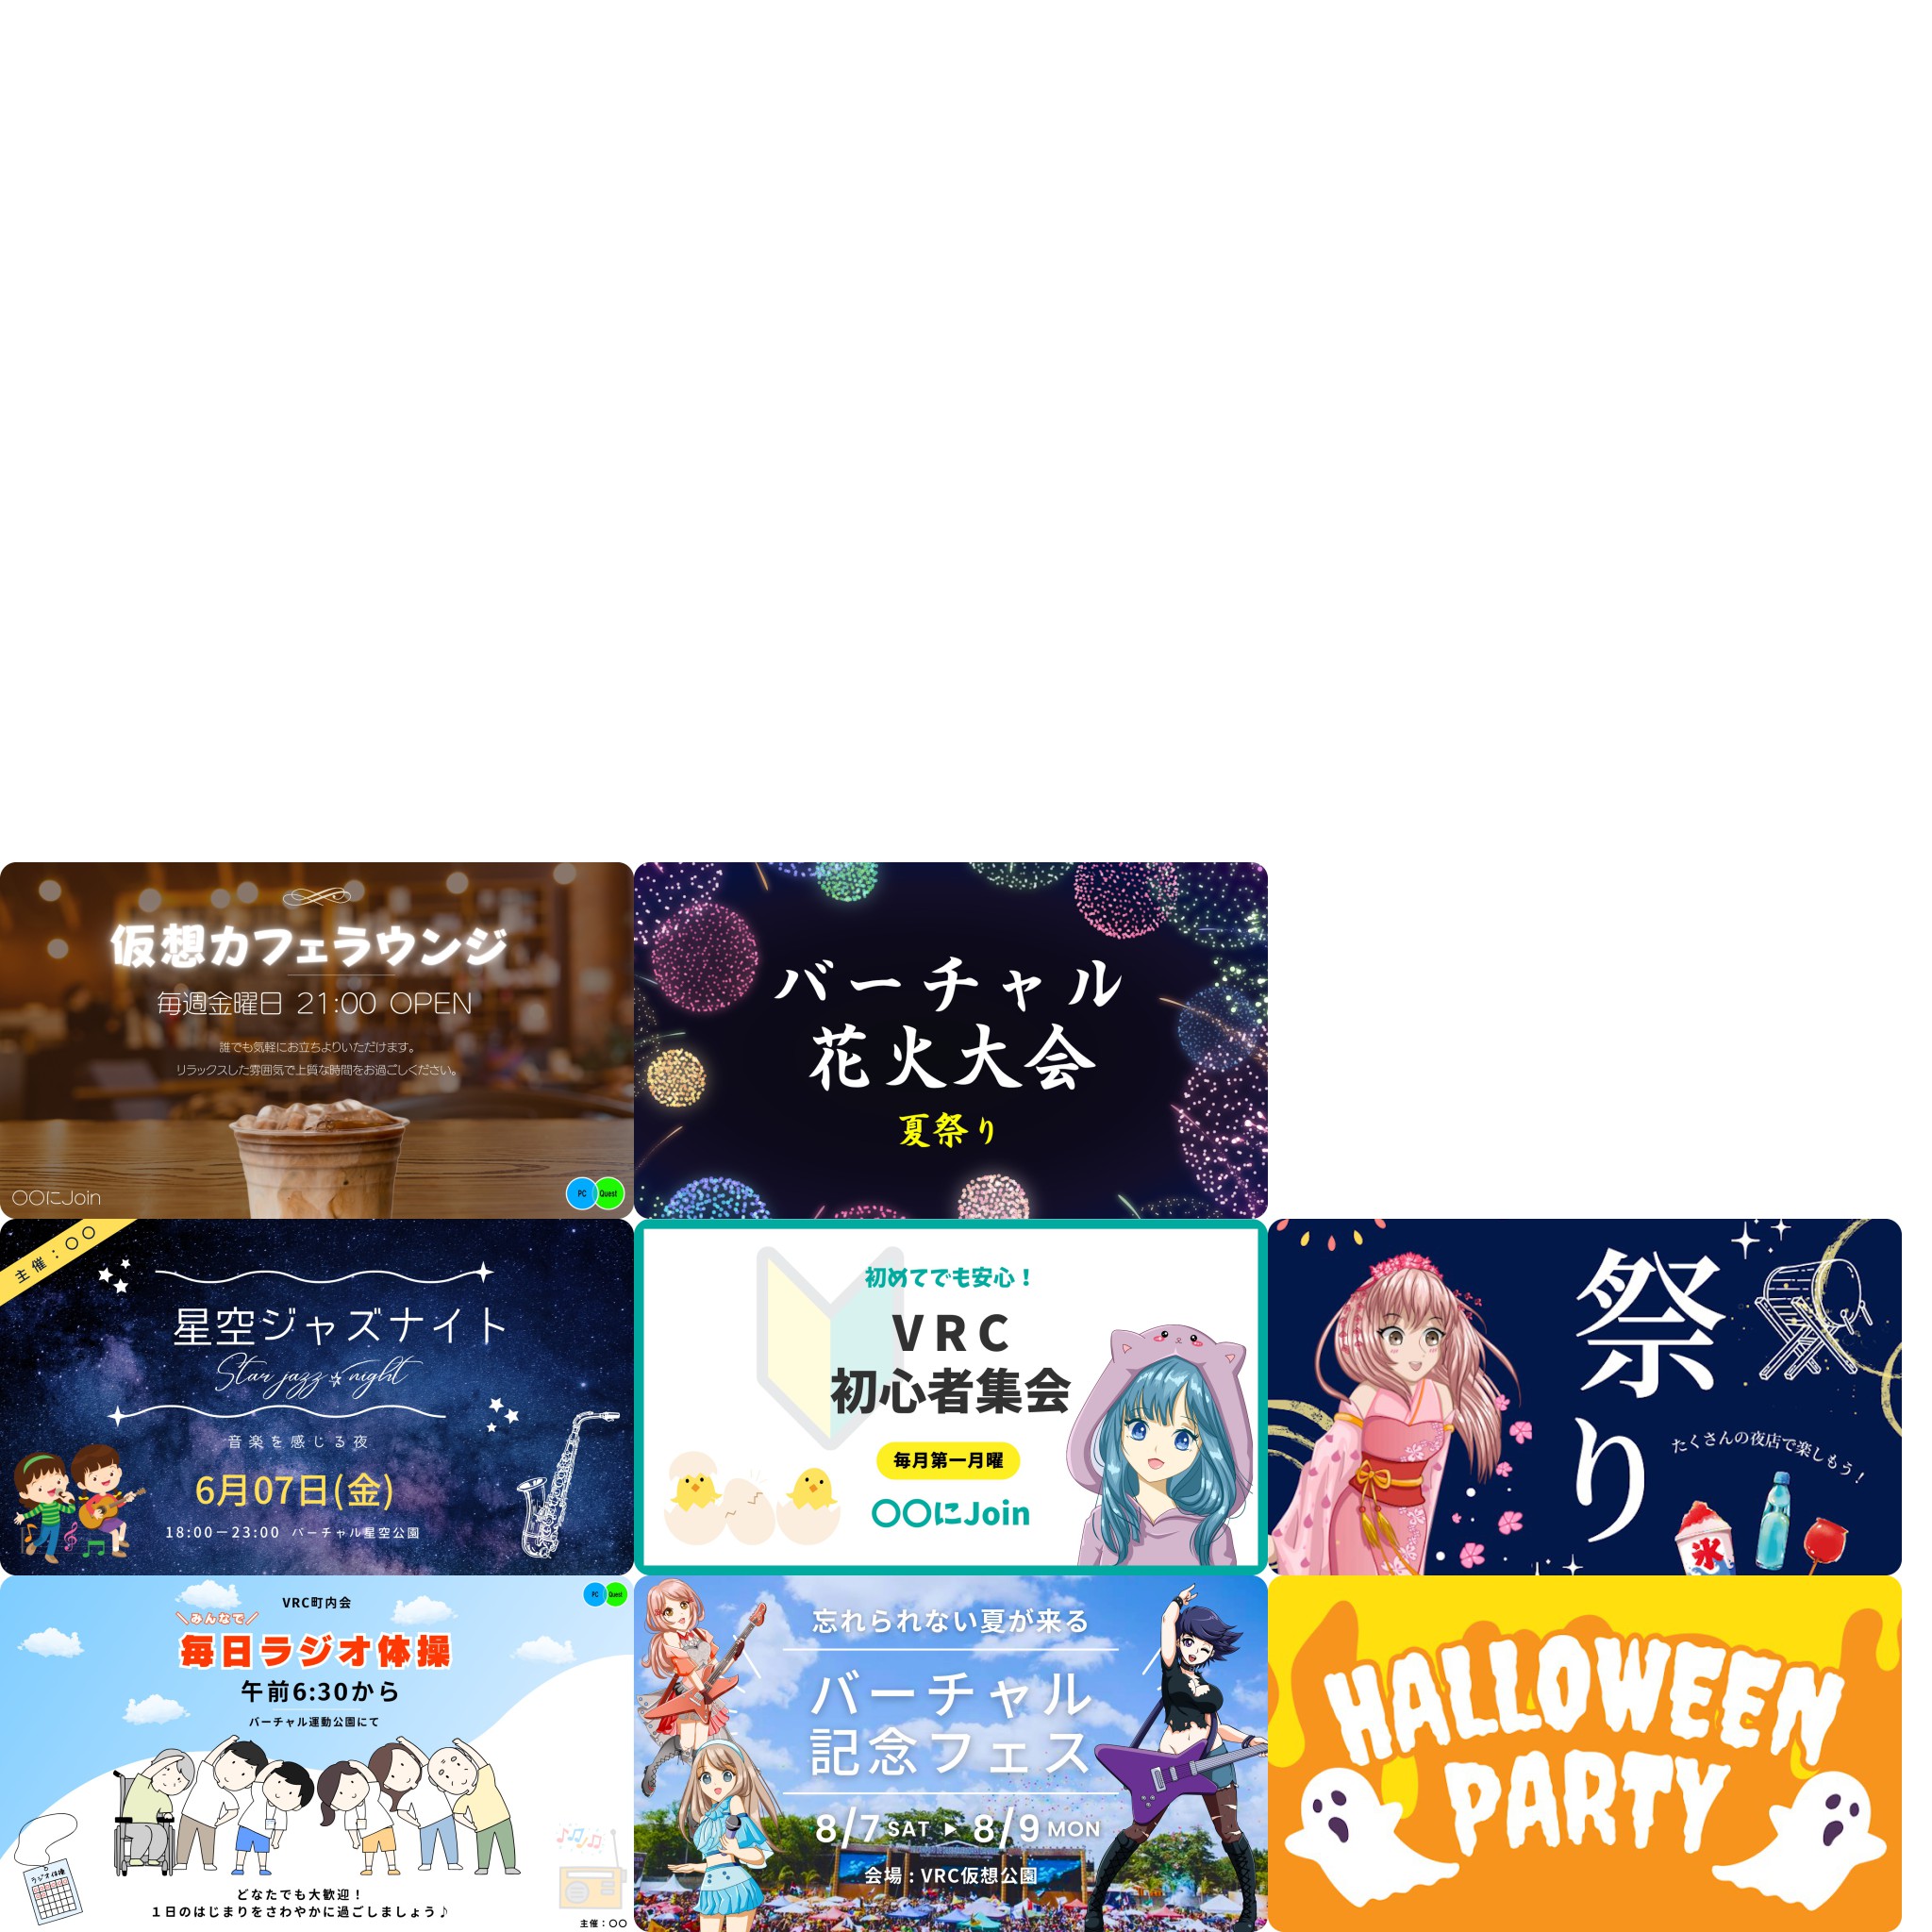 仮想カフェラウンジ
毎週金曜日 21:00 OPEN
誰でも気軽にお立ちよりいただけます。
リラックスした雰囲気で上質な時間をお過ごしください。
〇〇にJoin
PC
Quest
バーチャル
花火大会
夏祭り
主催：〇〇
星空ジャズナイト
Star jazz night
音楽を感じる夜
6月07日(金)
18:00－23:00 バーチャル星空公園
初めてでも安心！
VRC
初心者集会
毎月第一月曜
〇〇にJoin
祭り
たくさんの夜店で楽しもう！
氷
VRC町内会
PC
Quest
＼みんなで／
毎日ラジオ体操
午前6:30から
バーチャル運動公園にて
ラジオ体操
どなたでも大歓迎！
１日のはじまりをさわやかに過ごしましょう♪
主催：〇〇
忘れられない夏が来る
バーチャル
記念フェス
8/7 SAT ▶ 8/9 MON
会場 : VRC仮想公園
HALLOWEEN
PARTY